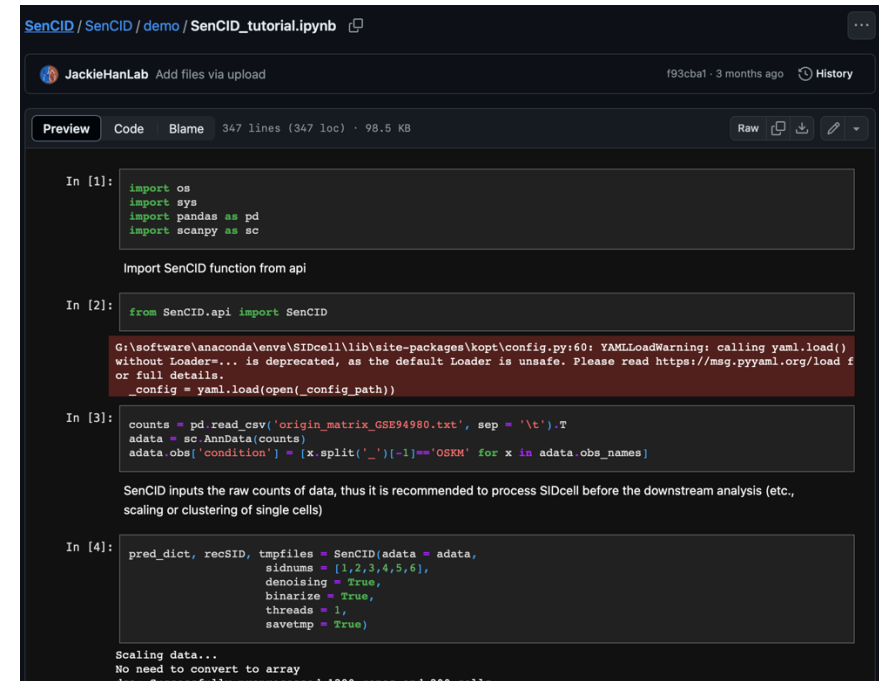 SenCID / SenCID / demo / SenCID_tutorial.ipynb
JackieHanLab Add files via upload f93cba1 · 3 months ago History
Preview Code Blame 347 lines (347 loc) · 98.5 KB Raw
In [1]:
import os
import sys
import pandas as pd
import scanpy as sc
Import SenCID function from api
In [2]:
from SenCID.api import SenCID
G:\software\anaconda\envs\SIDcell\lib\site-packages\kopt\config.py:60: YAMLLoadWarning: calling yaml.load()
without Loader=... is deprecated, as the default Loader is unsafe. Please read https://msg.pyyaml.org/load f
or full details.
_config = yaml.load(open(_config_path))
In [3]:
counts = pd.read_csv('origin_matrix_GSE94980.txt', sep = '\t').T
adata = sc.AnnData(counts)
adata.obs['condition'] = [x.split('_')[-1]=='OSKM' for x in adata.obs_names]
SenCID inputs the raw counts of data, thus it is recommended to process SIDcell before the downstream analysis (etc.,
scaling or clustering of single cells)
In [4]:
pred_dict, recSID, tmpfiles = SenCID(adata = adata,
sidnums = [1,2,3,4,5,6],
denoising = True,
binarize = True,
threads = 1,
savetmp = True)
Scaling data...
No need to convert to array